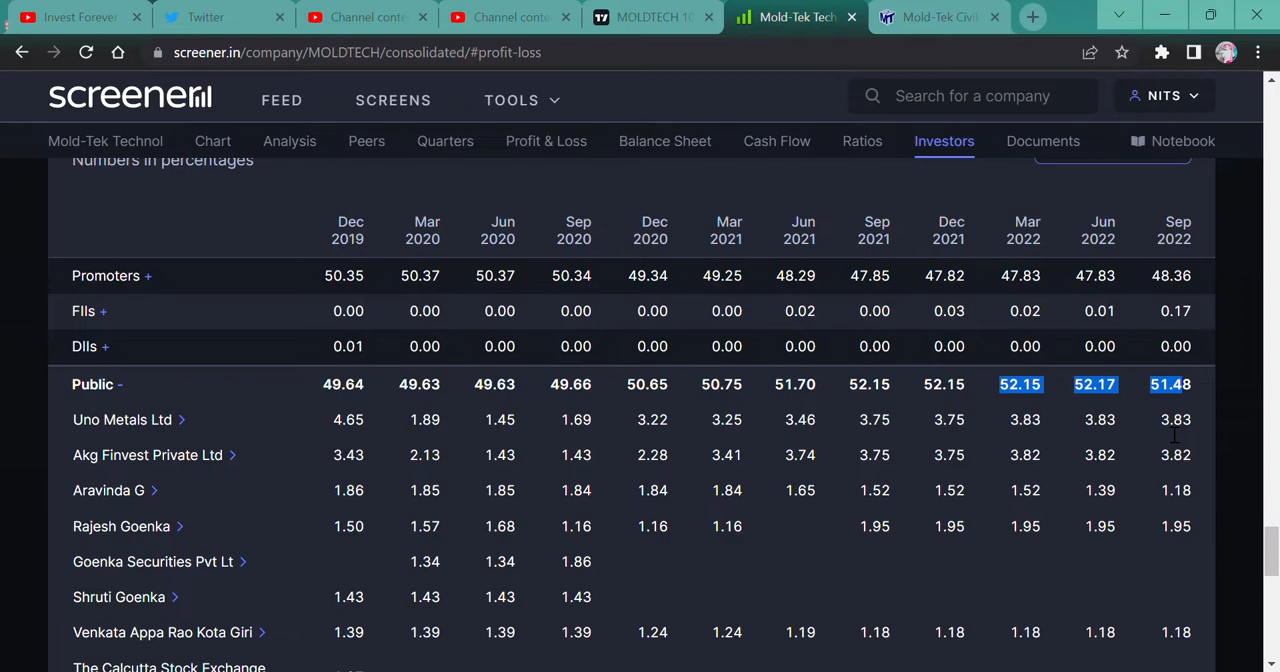 Invest Forever
Twitter
Channel conte
Channel conte
MOLDTECH 10
Mold-Tek Tech
Mold-Tek Civil
screener.in/company/MOLDTECH/consolidated/#profit-loss
screener
FEED
SCREENS
TOOLS
Search for a company
NITS
Mold-Tek Technol
Chart
Analysis
Peers
Quarters
Profit & Loss
Balance Sheet
Cash Flow
Ratios
Investors
Documents
Notebook
Numbers in percentages
Dec 2019 Mar 2020 Jun 2020 Sep 2020 Dec 2020 Mar 2021 Jun 2021 Sep 2021 Dec 2021 Mar 2022 Jun 2022 Sep 2022
Promoters + 50.35 50.37 50.37 50.34 49.34 49.25 48.29 47.85 47.82 47.83 47.83 48.36
FIIs + 0.00 0.00 0.00 0.00 0.00 0.00 0.02 0.00 0.03 0.02 0.01 0.17
DIIs + 0.01 0.00 0.00 0.00 0.00 0.00 0.00 0.00 0.00 0.00 0.00 0.00
Public - 49.64 49.63 49.63 49.66 50.65 50.75 51.70 52.15 52.15 52.15 52.17 51.48
Uno Metals Ltd > 4.65 1.89 1.45 1.69 3.22 3.25 3.46 3.75 3.75 3.83 3.83 3.83
Akg Finvest Private Ltd > 3.43 2.13 1.43 1.43 2.28 3.41 3.74 3.75 3.75 3.82 3.82 3.82
Aravinda G > 1.86 1.85 1.85 1.84 1.84 1.84 1.65 1.52 1.52 1.52 1.39 1.18
Rajesh Goenka > 1.50 1.57 1.68 1.16 1.16 1.16 1.95 1.95 1.95 1.95 1.95
Goenka Securities Pvt Lt > 1.34 1.34 1.86
Shruti Goenka > 1.43 1.43 1.43 1.43
Venkata Appa Rao Kota Giri > 1.39 1.39 1.39 1.39 1.24 1.24 1.19 1.18 1.18 1.18 1.18 1.18
The Calcutta Stock Exchange